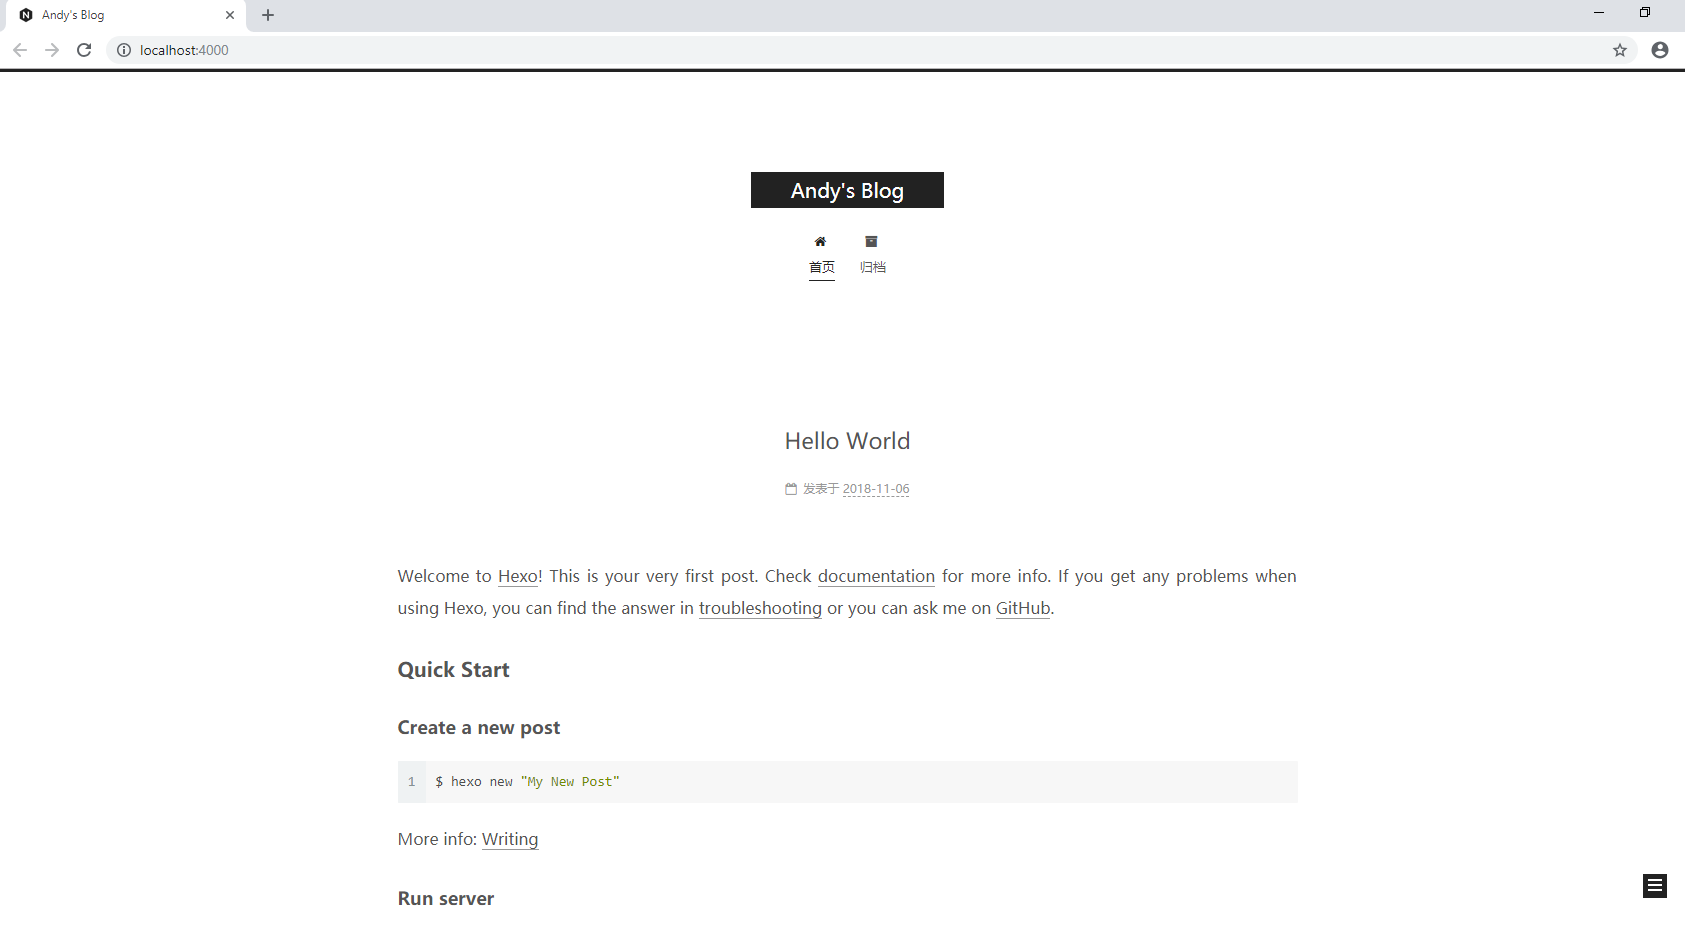 Andy's Blog
localhost:4000
Andy's Blog
首页 归档
Hello World
发表于 2018-11-06
Welcome to Hexo! This is your very first post. Check documentation for more info. If you get any problems when
using Hexo, you can find the answer in troubleshooting or you can ask me on GitHub.
Quick Start
Create a new post
1 $ hexo new "My New Post"
More info: Writing
Run server